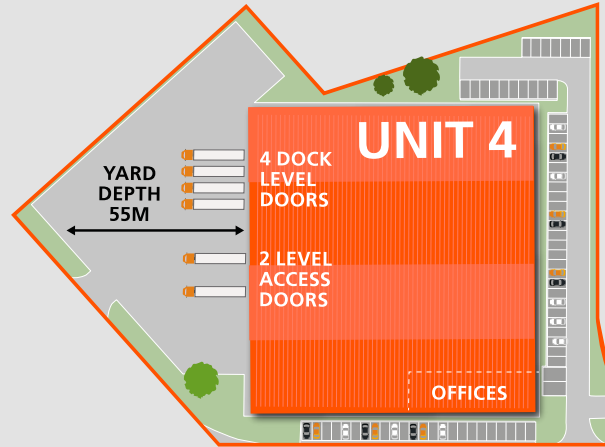 UNIT 4
4 DOCK
LEVEL
DOORS
YARD
DEPTH
55M
2 LEVEL
ACCESS
DOORS
OFFICES